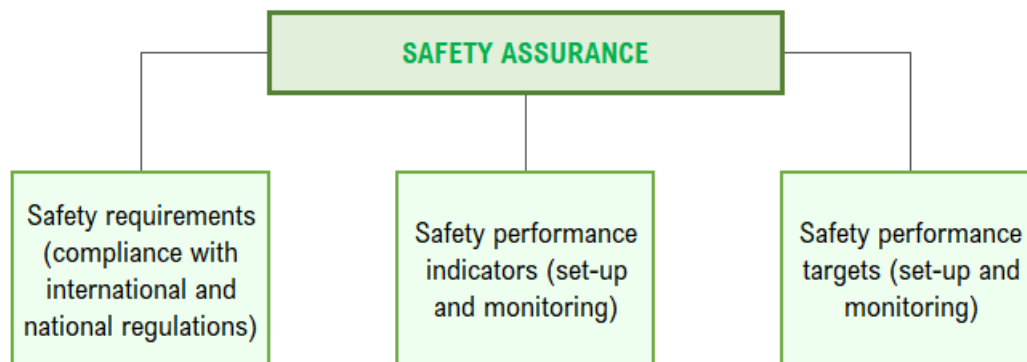 SAFETY ASSURANCE
Safety requirements
(compliance with
international and
national regulations)
Safety performance
indicators (set-up
and monitoring)
Safety performance
targets (set-up and
monitoring)